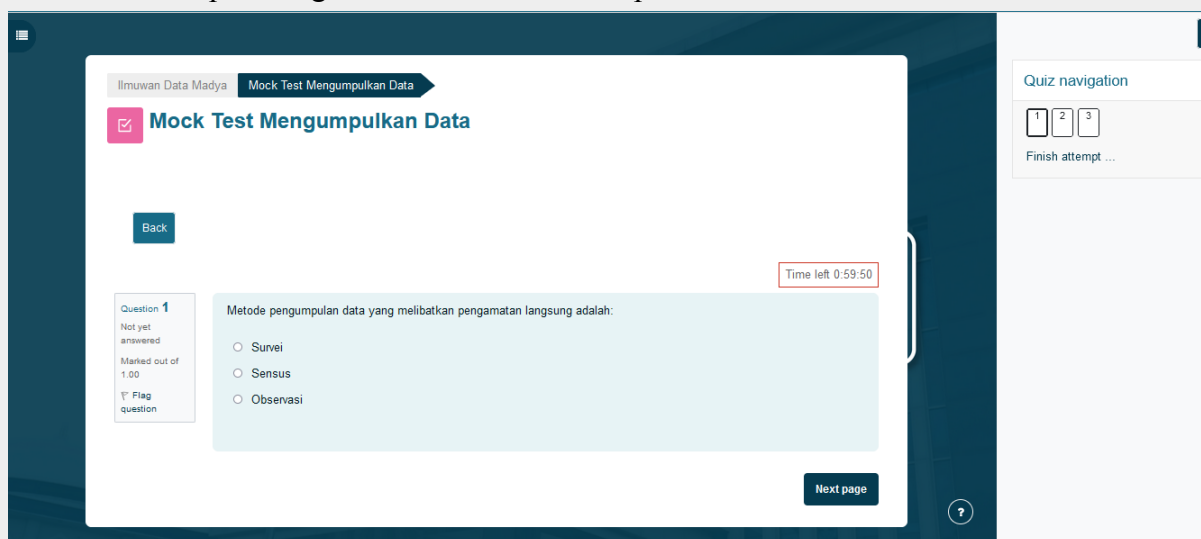 Ilmuwan Data Madya
Mock Test Mengumpulkan Data
Mock Test Mengumpulkan Data
Back
Time left 0:59:50
Question 1
Not yet
answered
Marked out of
1.00
Flag
question
Metode pengumpulan data yang melibatkan pengamatan langsung adalah:
Survei
Sensus
Observasi
Next page
?
Quiz navigation
1 2 3
Finish attempt ...